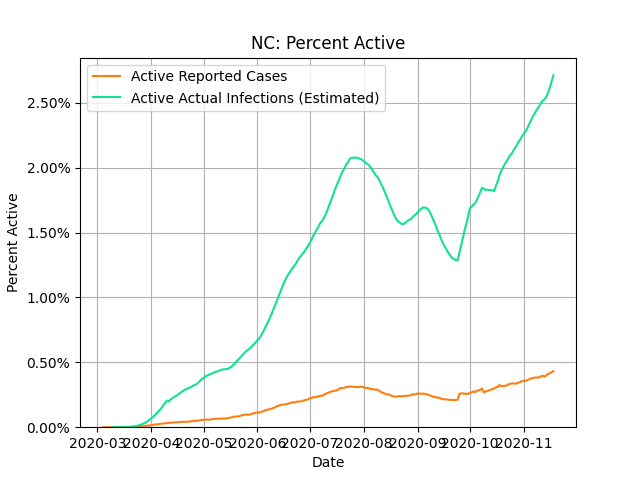 NC: Percent Active
Active Reported Cases
Active Actual Infections (Estimated)
2.50%
2.00%
1.50%
1.00%
0.50%
0.00%
Percent Active
2020-03 2020-04 2020-05 2020-06 2020-07 2020-08 2020-09 2020-10 2020-11
Date